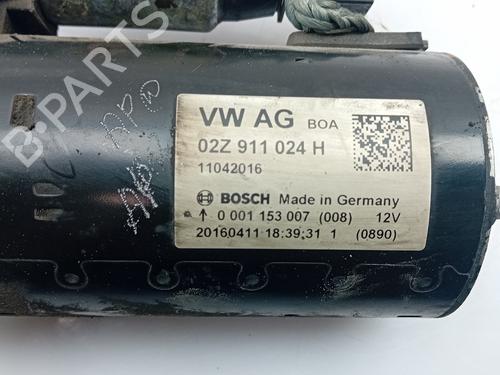 VW AG BOA
02Z 911 024 H
11042016
BOSCH Made in Germany
0 001 153 007 (008) 12V
20160411 18:39:31 1 (0890)